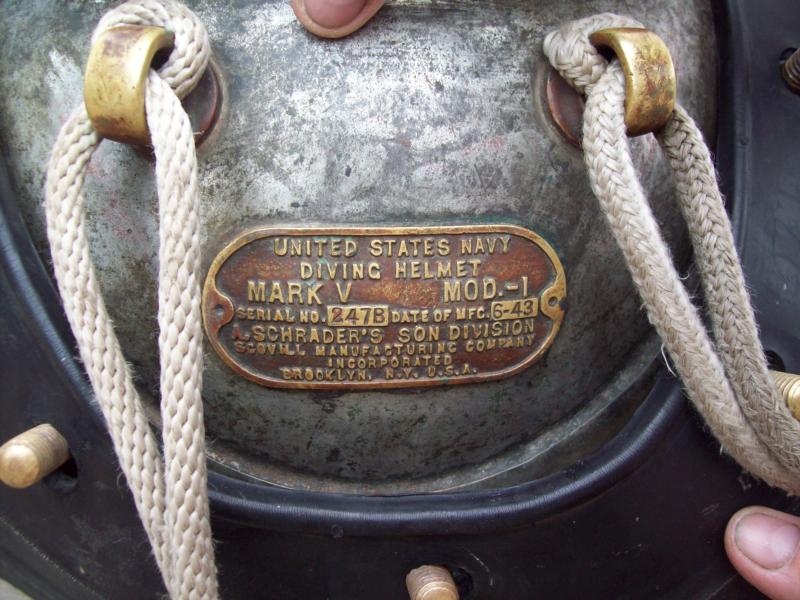 UNITED STATES NAVY
DIVING HELMET
MARK V MOD.-1
SERIAL NO. 247B DATE OF MFG. 6-43
A. SCHRADER'S SON DIVISION
SCOVILL MANUFACTURING COMPANY
INCORPORATED
BROOKLYN, N.Y. U.S.A.